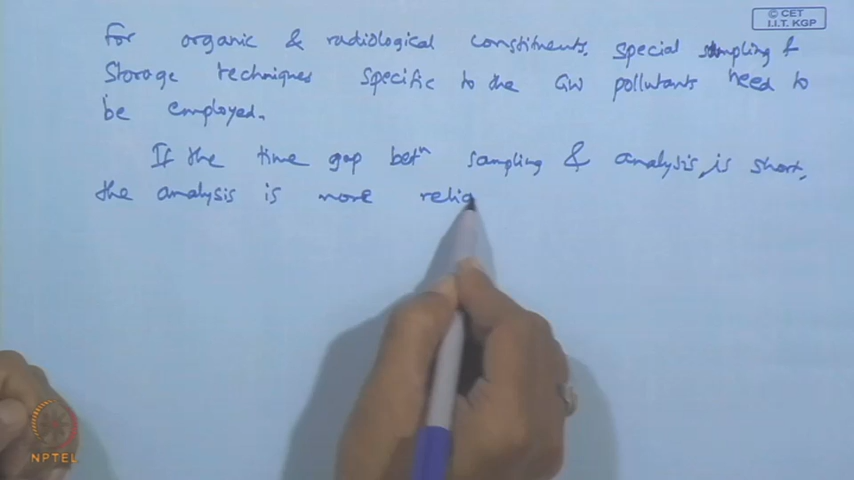 © CET
I.I.T. KGP
For organic & radiological constituents, special sampling &
storage techniques specific to the GW pollutants need to
be employed.
If the time gap betⁿ sampling & analysis, is short,
the analysis is more relia
NPTEL